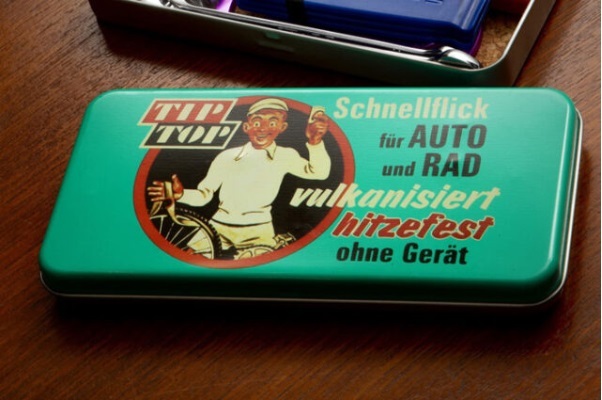 TIP
TOP
Schnellflick
für AUTO
und RAD
vulkanisiert
hitzefest
ohne Gerät